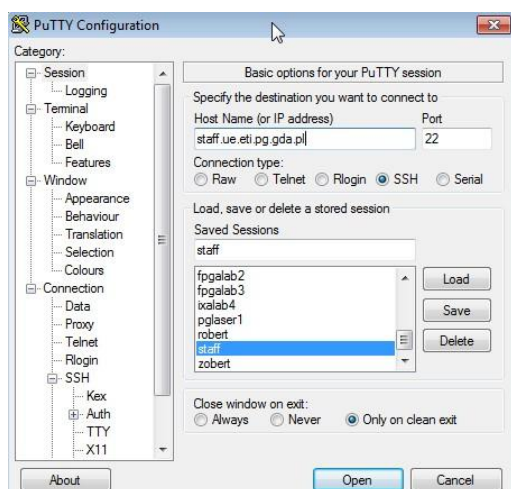 PuTTY Configuration
Category:
Session
Logging
Terminal
Keyboard
Bell
Features
Window
Appearance
Behaviour
Translation
Selection
Colours
Connection
Data
Proxy
Telnet
Rlogin
SSH
Kex
Auth
TTY
X11
Basic options for your PuTTY session
Specify the destination you want to connect to
Host Name (or IP address) Port
staff.ue.eti.pg.gda.pl 22
Connection type:
Raw Telnet Rlogin SSH Serial
Load, save or delete a stored session
Saved Sessions
staff
fpgalab2
fpgalab3
ixalab4
pglaser1
robert
staff
zobert
Load
Save
Delete
Close window on exit:
Always Never Only on clean exit
About Open Cancel